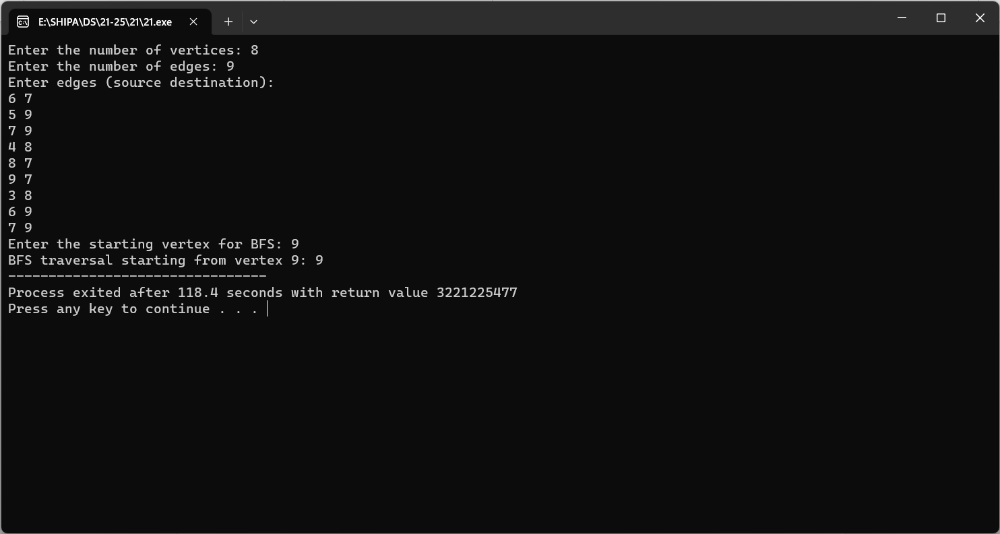 E:\SHIPA\DS\21-25\21\21.exe
Enter the number of vertices: 8
Enter the number of edges: 9
Enter edges (source destination):
6 7
5 9
7 9
4 8
8 7
9 7
3 8
6 9
7 9
Enter the starting vertex for BFS: 9
BFS traversal starting from vertex 9: 9
--------------------------------
Process exited after 118.4 seconds with return value 3221225477
Press any key to continue . . .